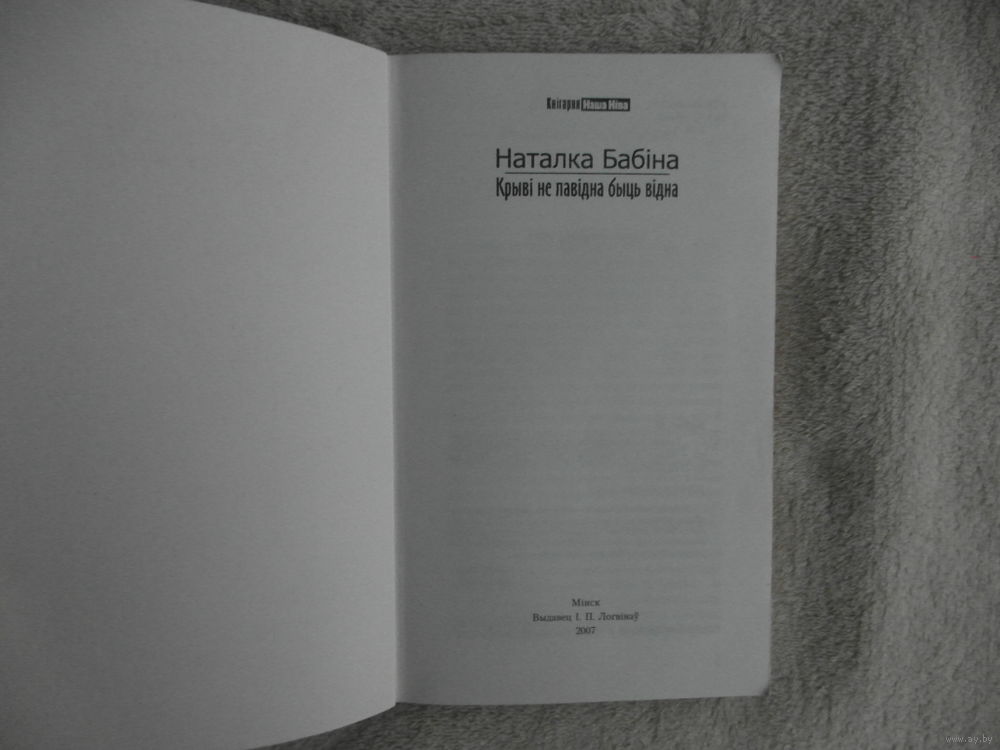 Кнігарня Наша Ніва
Наталка Бабіна
Крыві не павідна быць відна
Мінск
Выдавец І. П. Логвінаў
2007
www.ay.by